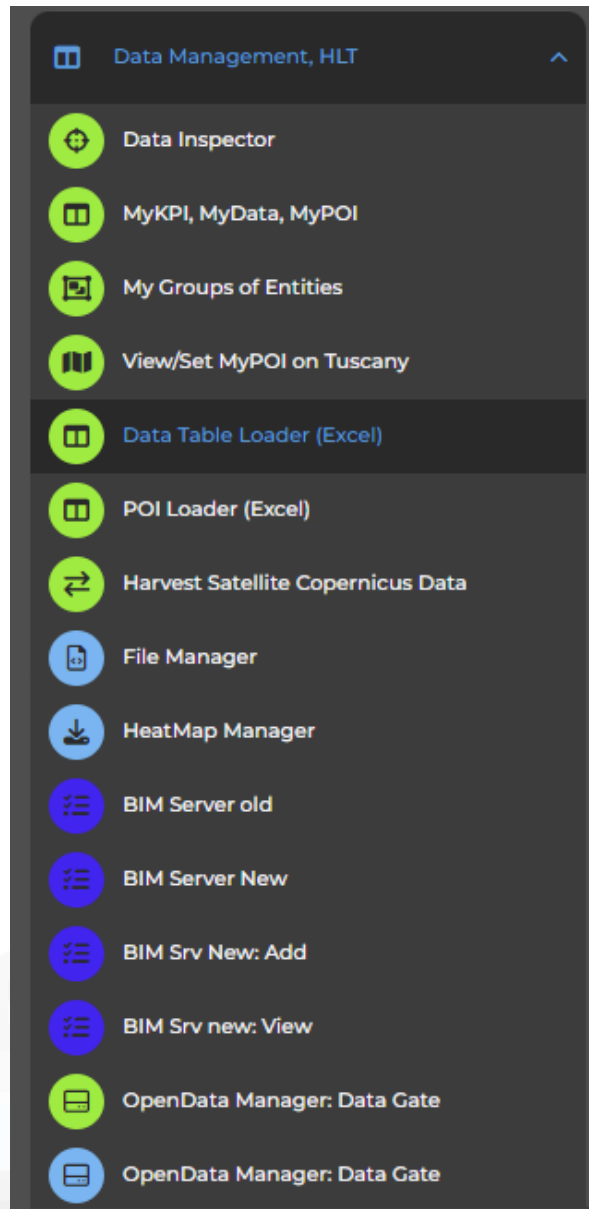 Data Management, HLT
Data Inspector
MyKPI, MyData, MyPOI
My Groups of Entities
View/Set MyPOI on Tuscany
Data Table Loader (Excel)
POI Loader (Excel)
Harvest Satellite Copernicus Data
File Manager
HeatMap Manager
BIM Server old
BIM Server New
BIM Srv New: Add
BIM Srv new: View
OpenData Manager: Data Gate
OpenData Manager: Data Gate